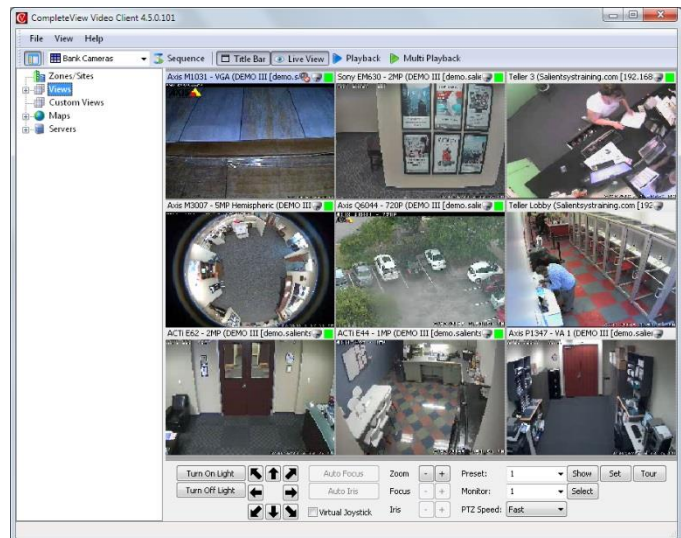 CompleteView Video Client 4.5.0.101
File View Help
Bank Cameras Sequence Title Bar Live View Playback Multi Playback
Zones/Sites
Views
Custom Views
Maps
Servers
Axis M1031 - VGA (DEMO III [demo.s
Sony EM630 - 2MP (DEMO III [demo.sale
Teller 3 (Salientsystraining.com [192.168
Axis M3007 - 5MP Hemispheric (DEMO III
Axis Q6044 - 720P (DEMO III [demo.sale
Teller Lobby (Salientsystraining.com [192
ACTi E62 - 2MP (DEMO III [demo.salients
ACTi E44 - 1MP (DEMO III [demo.salients
Axis P1347 - VA 1 (DEMO III [demo.salier
Turn On Light Auto Focus Zoom - + Preset: 1 Show Set Tour
Turn Off Light Auto Iris Focus - + Monitor: 1 Select
Virtual Joystick Iris - + PTZ Speed: Fast